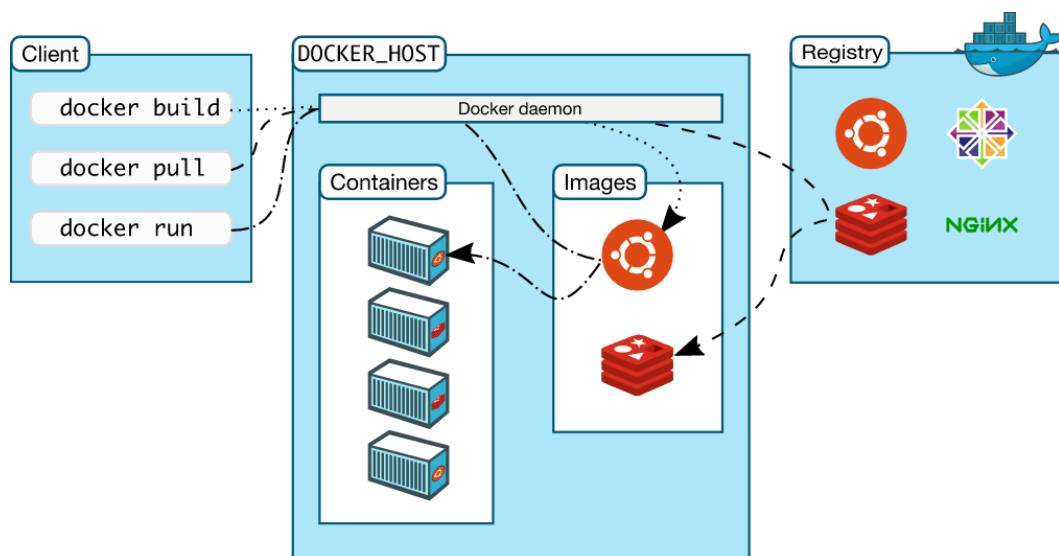 Client
docker build
docker pull
docker run
DOCKER_HOST
Docker daemon
Containers
Images
Registry
NGiNX